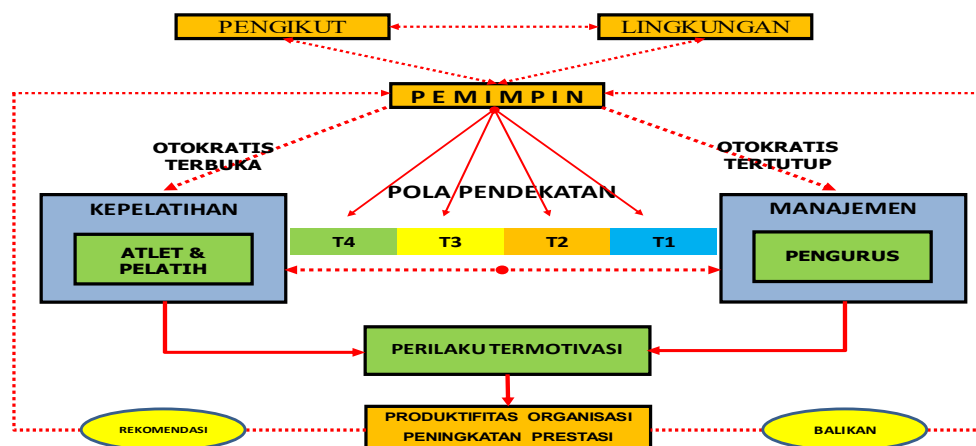 PENGIKUT
LINGKUNGAN
PEMIMPIN
OTOKRATIS
TERBUKA
OTOKRATIS
TERTUTUP
POLA PENDEKATAN
KEPELATIHAN
MANAJEMEN
ATLET &
PELATIH
T4
T3
T2
T1
PENGURUS
PERILAKU TERMOTIVASI
PRODUKTIFITAS ORGANISASI
PENINGKATAN PRESTASI
REKOMENDASI
BALIKAN